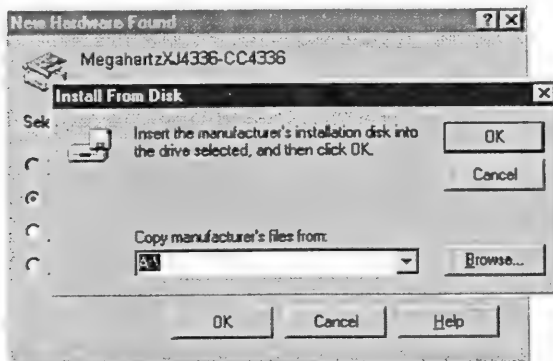 New Hardware Found
MegahertzXJ4336-CC4336
Install From Disk
Insert the manufacturer's installation disk into
the drive selected, and then click OK.
OK
Cancel
Copy manufacturer's files from:
A:\
Browse...
OK
Cancel
Help